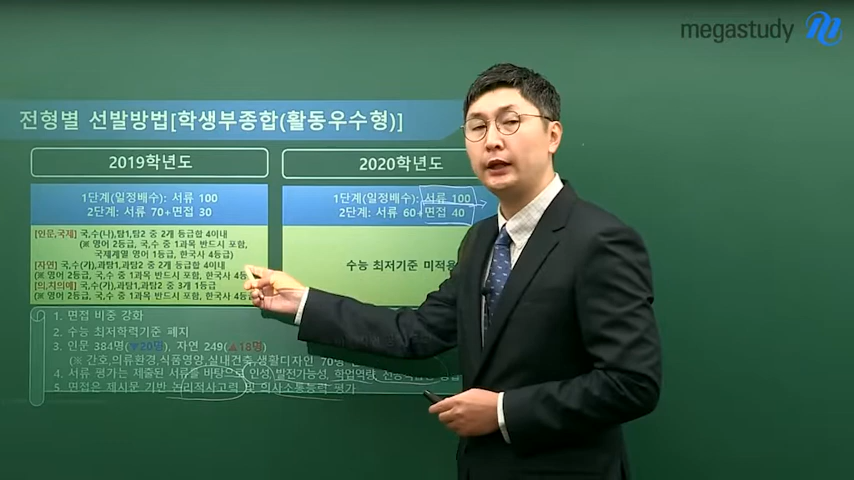 megastudy
전형별 선발방법[학생부종합(활동우수형)]
2019학년도
1단계(일정배수): 서류 100
2단계: 서류 70+면접 30
[인문,국제] 국,수(나),탐1,탐2 중 2개 등급합 4이내
(※ 영어 2등급, 국,수 중 1과목 반드시 포함,
국제계열 영어 1등급, 한국사 4등급)
[자연] 국,수(가),과탐1,과탐2 중 2개 등급합 4이내
(※ 영어 2등급, 국,수 중 1과목 반드시 포함, 한국사 4등
[의,치의예] 국,수(가),과탐1,과탐2 중 3개 1등급
(※ 영어 2등급, 국,수 중 1과목 반드시 포함, 한국사 4등급
2020학년도
1단계(일정배수): 서류 100
2단계: 서류 60+면접 40
수능 최저기준 미적용
1. 면접 비중 강화
2. 수능 최저학력기준 폐지
3. 인문 384명(▼20명) 자연 249(▲18명)
(※ 간호,의류환경,식품영양,실내건축,생활디자인 70명
4. 서류 평가는 제출된 서류를 바탕으로 인성,발전가능성, 학업역량,
5. 면접은 제시문 기반 논리적사고력 및 의사소통능력 평가